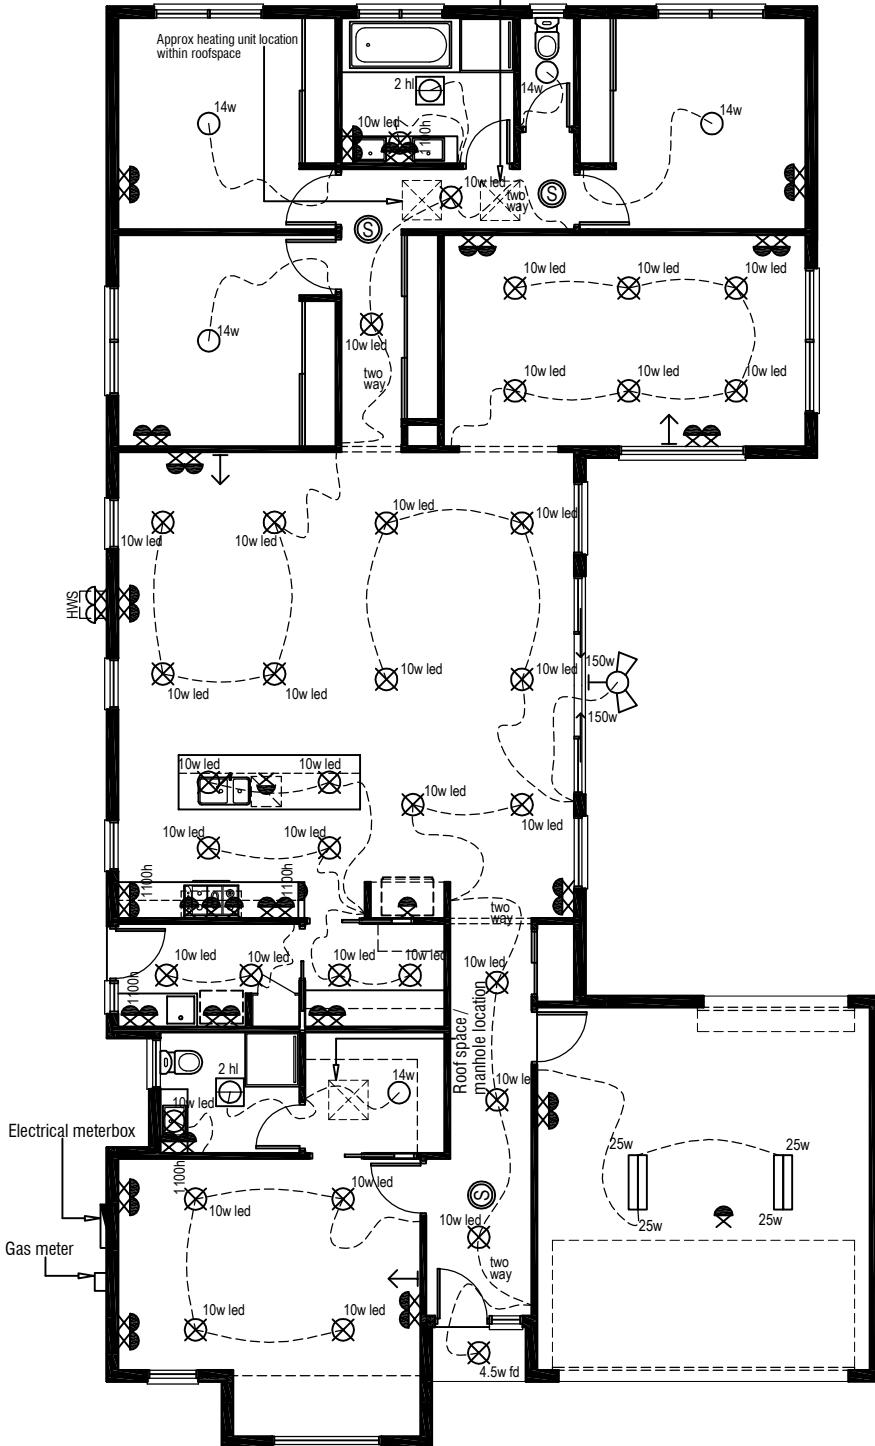 Approx heating unit location
within roofspace
2 hl
14w
14w
14w
10w led
1100h
10w led
two
way
S
S
10w led
10w led
10w led
14w
10w led
two
way
10w led
10w led
10w led
10w led
10w led
10w led
10w led
10w led
HWS
10w led
10w led
10w led
10w led
150w
150w
10w led
10w led
10w led
10w led
10w led
10w led
1100h
1100h
two
way
10w led
10w led
10w led
10w led
10w led
1100h
Roof space /
manhole location
2 hl
14w
10w led
10w led
Electrical meterbox
25w
25w
25w
25w
1100h
10w led
10w led
S
10w led
Gas meter
two
way
10w led
10w led
4.5w fd